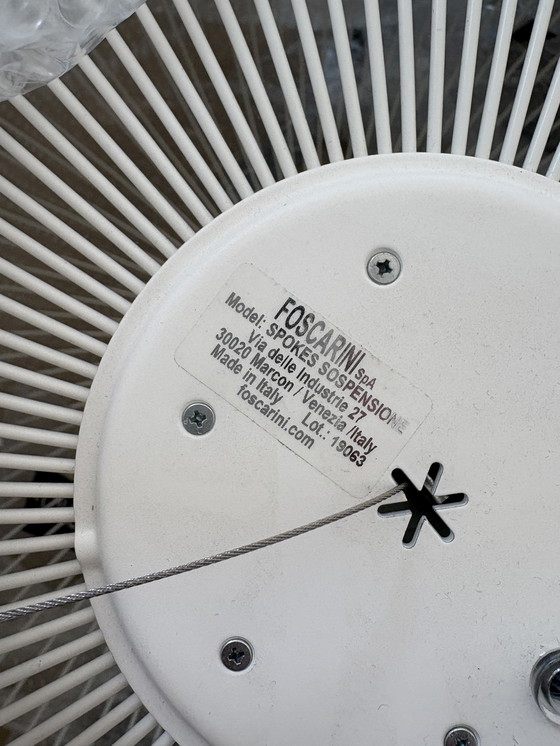 FOSCARINI SpA
Model: SPOKES SOSPENSIONE
Via delle Industrie 27
30020 Marcon / Venezia /Italy
Made in Italy Lot.: 19063
foscarini.com